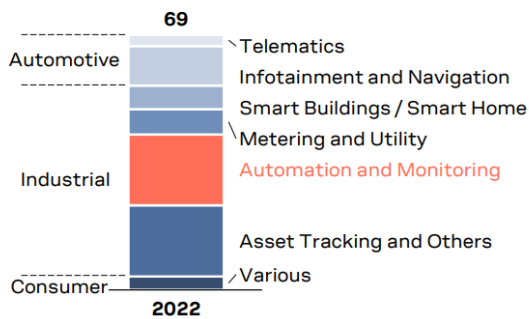 69
Telematics
Automotive
Infotainment and Navigation
Smart Buildings / Smart Home
Metering and Utility
Automation and Monitoring
Industrial
Asset Tracking and Others
Various
Consumer
2022